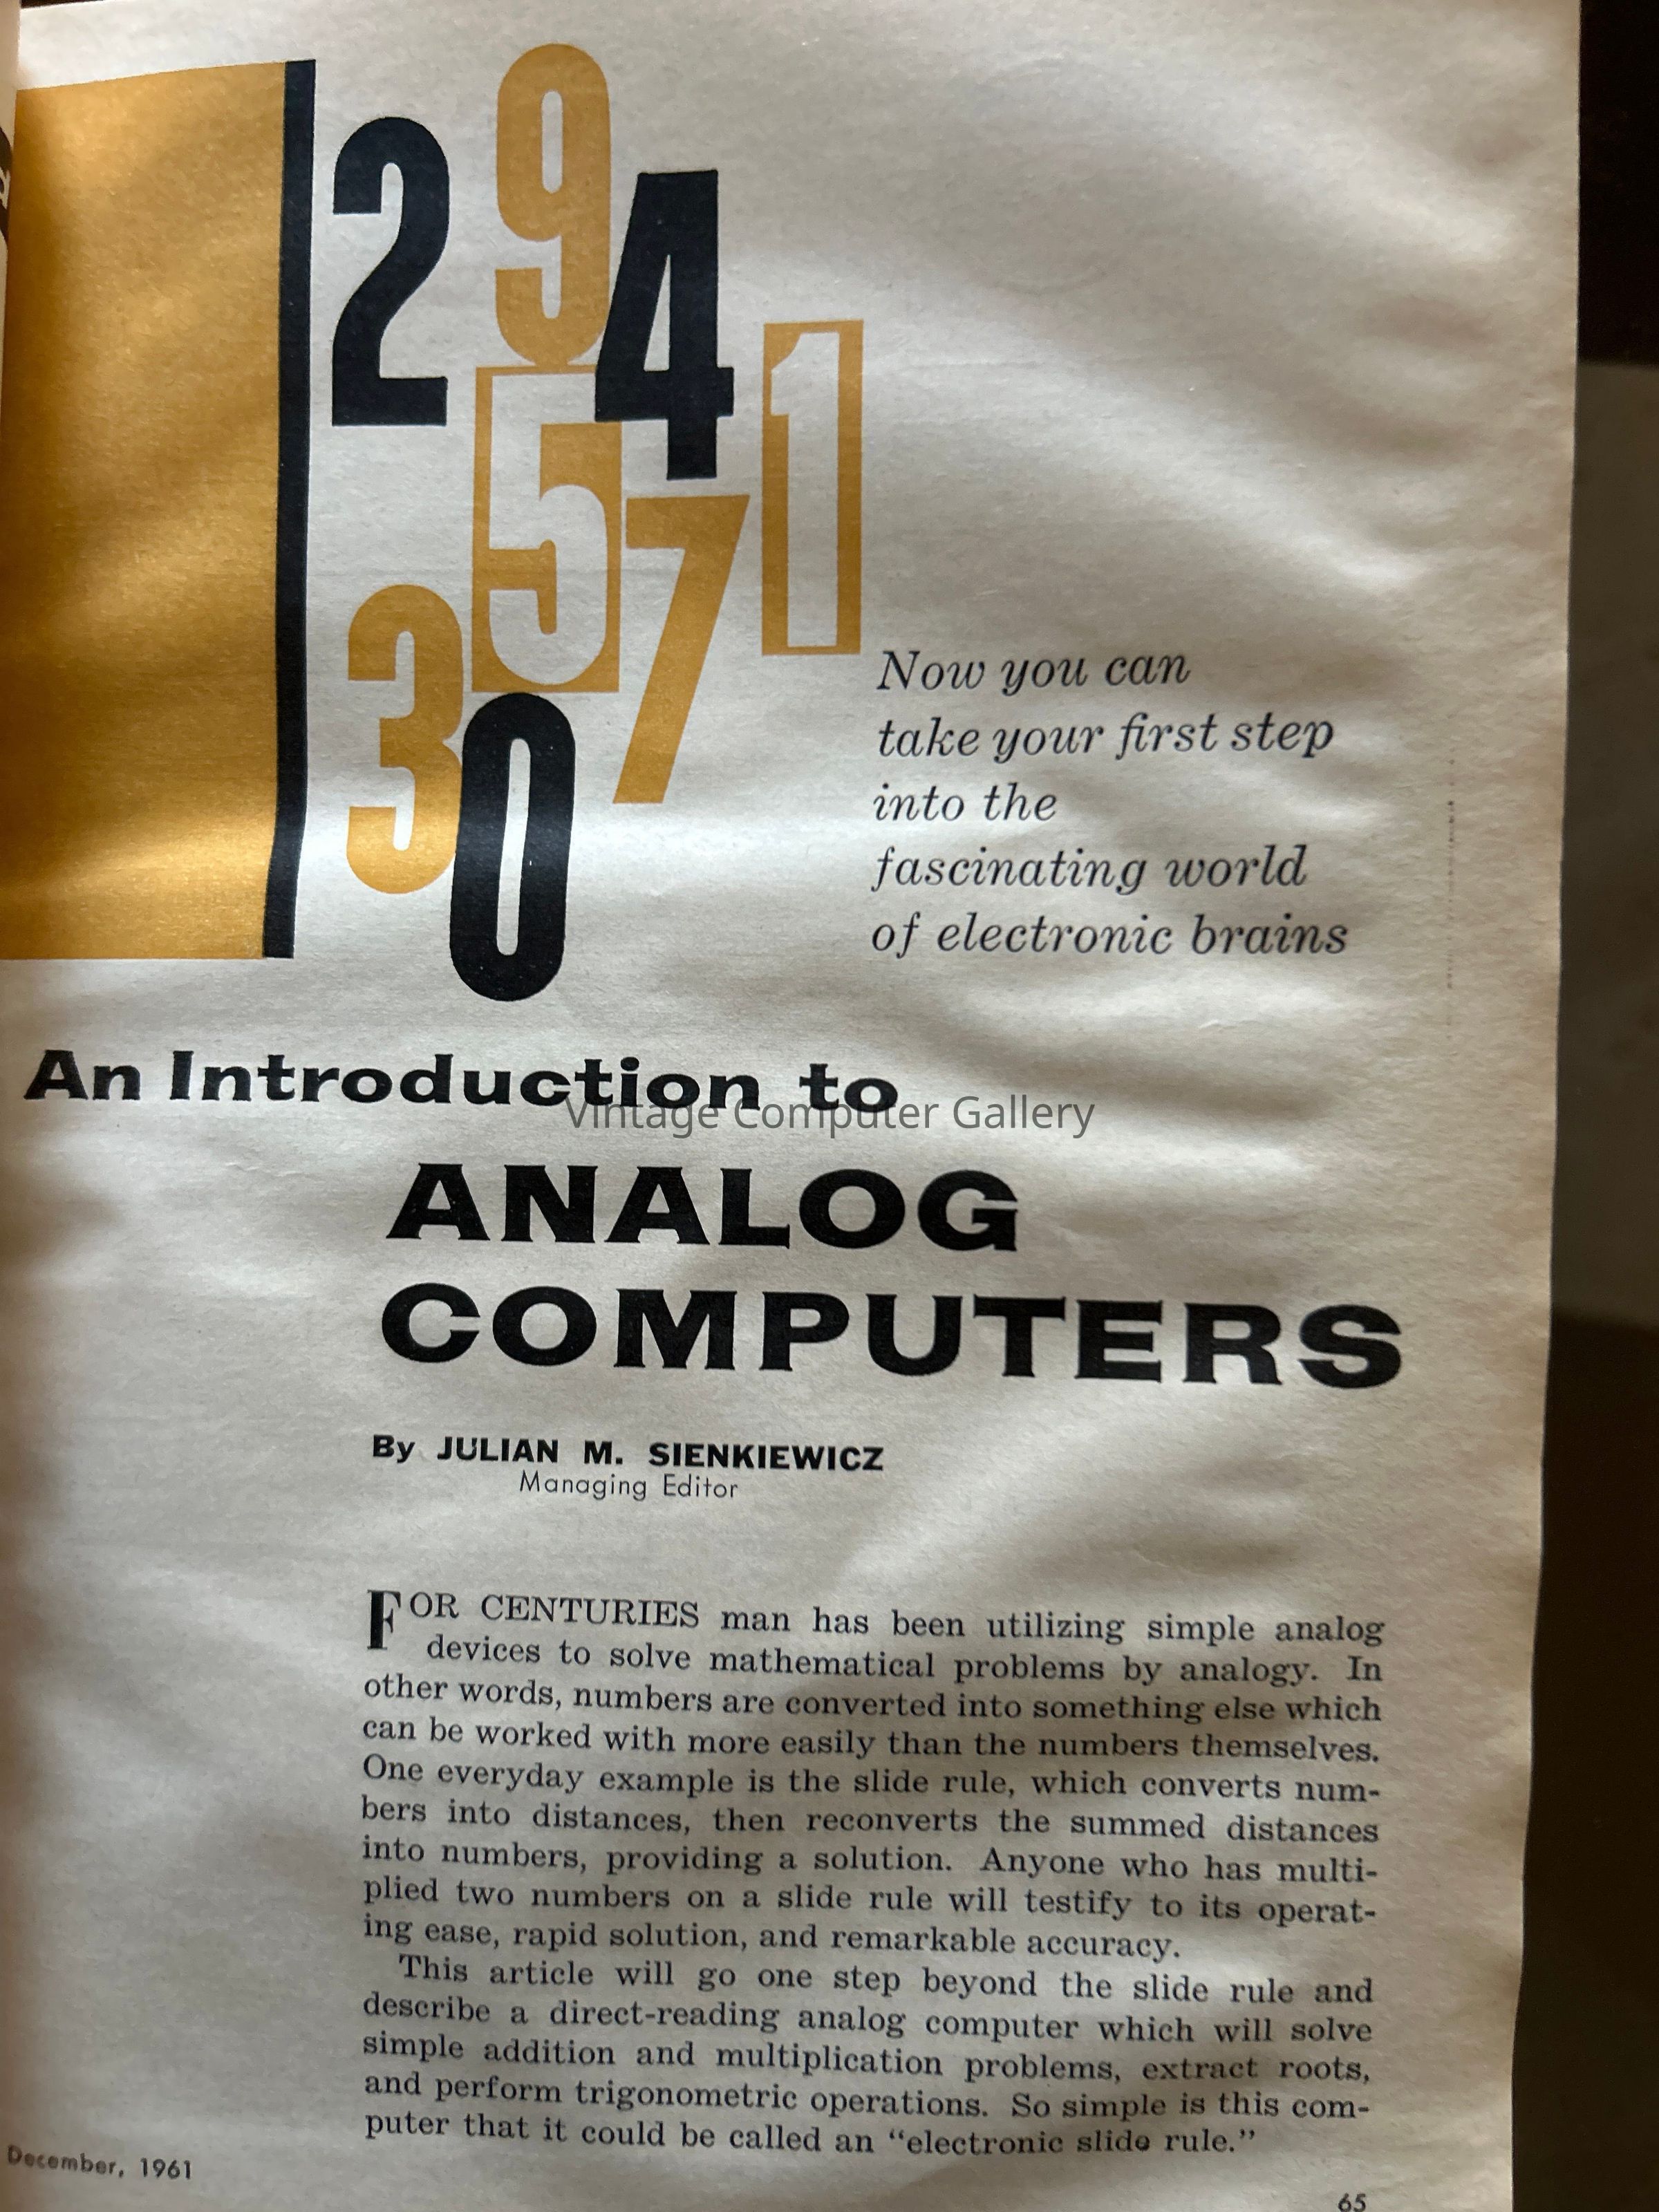 2
9
4
5
1
7
3
0
Now you can
take your first step
into the
fascinating world
of electronic brains
An Introduction to
Vintage Computer Gallery
ANALOG
COMPUTERS
By JULIAN M. SIENKIEWICZ
Managing Editor
FOR CENTURIES man has been utilizing simple analog
devices to solve mathematical problems by analogy. In
other words, numbers are converted into something else which
can be worked with more easily than the numbers themselves.
One everyday example is the slide rule, which converts num-
bers into distances, then reconverts the summed distances
into numbers, providing a solution. Anyone who has multi-
plied two numbers on a slide rule will testify to its operat-
ing ease, rapid solution, and remarkable accuracy.
This article will go one step beyond the slide rule and
describe a direct-reading analog computer which will solve
simple addition and multiplication problems, extract roots,
and perform trigonometric operations. So simple is this com-
puter that it could be called an “electronic slide rule.”
December, 1961
65